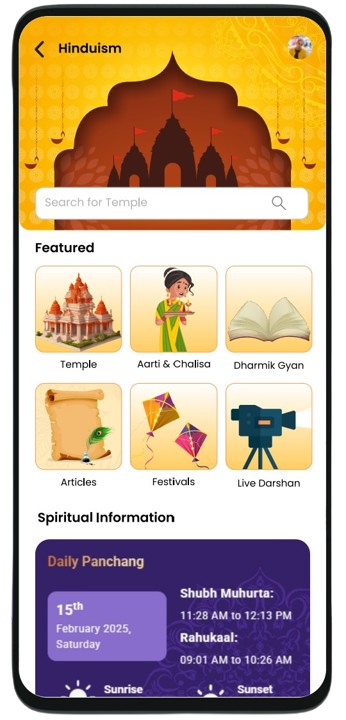 Hinduism
Search for Temple
Featured
Temple
Aarti & Chalisa
Dharmik Gyan
Articles
Festivals
Live Darshan
Spiritual Information
Daily Panchang
15th
February 2025,
Saturday
Shubh Muhurta:
11:28 AM to 12:13 PM
Rahukaal:
09:01 AM to 10:26 AM
Sunrise
Sunset